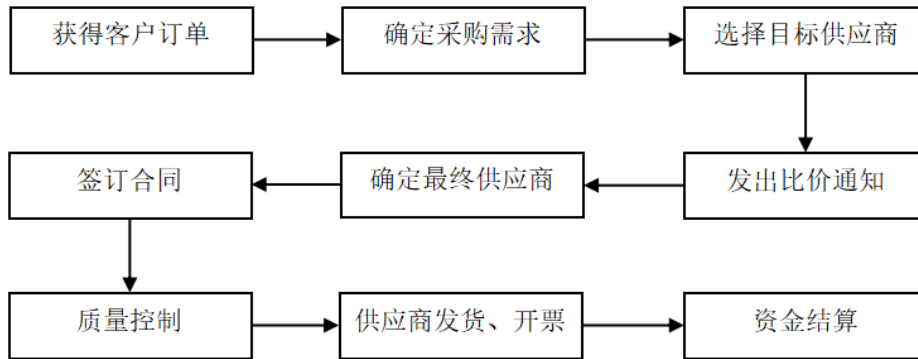 获得客户订单
确定采购需求
选择目标供应商
签订合同
确定最终供应商
发出比价通知
质量控制
供应商发货、开票
资金结算